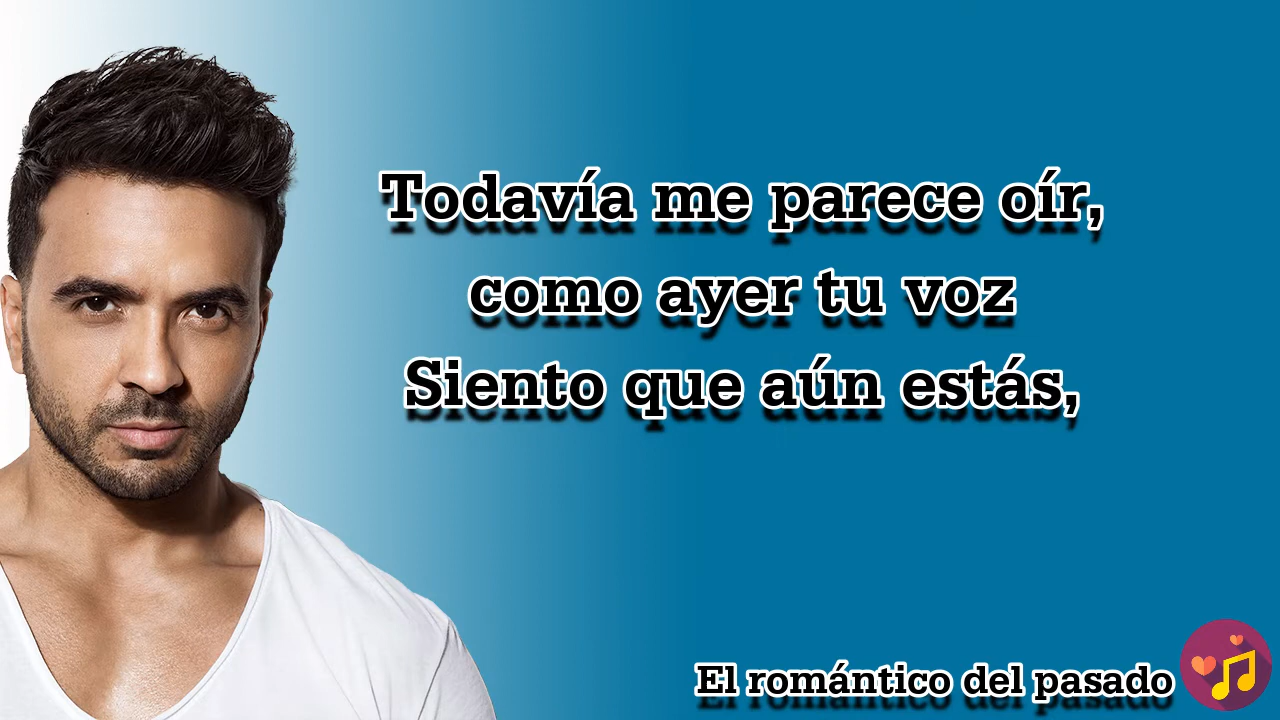 Todavía me parece oír,
como ayer tu voz
Siento que aún estás,
El romántico del pasado